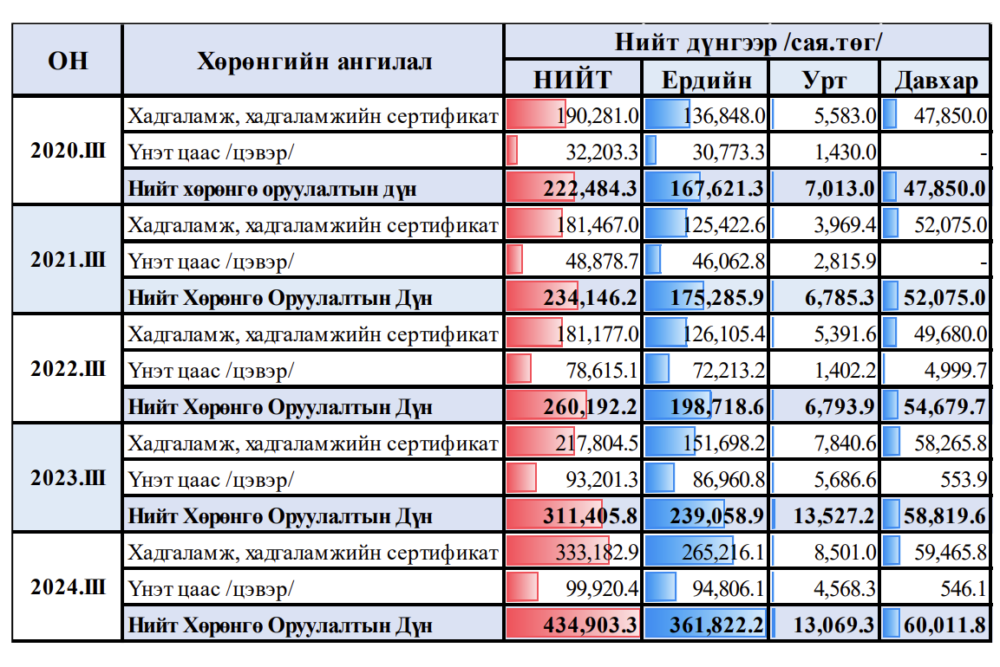 ОН Хөрөнгийн ангилал Нийт дүнгээр /сая.төг/
НИЙТ Ердийн Урт Давхар
2020.III
Хадгаламж, хадгаламжийн сертификат 190,281.0 136,848.0 5,583.0 47,850.0
Үнэт цаас /цэвэр/ 32,203.3 30,773.3 1,430.0 -
Нийт хөрөнгө оруулалтын дүн 222,484.3 167,621.3 7,013.0 47,850.0
2021.III
Хадгаламж, хадгаламжийн сертификат 181,467.0 125,422.6 3,969.4 52,075.0
Үнэт цаас /цэвэр/ 48,878.7 46,062.8 2,815.9 -
Нийт Хөрөнгө Оруулалтын Дүн 234,146.2 175,285.9 6,785.3 52,075.0
2022.III
Хадгаламж, хадгаламжийн сертификат 181,177.0 126,105.4 5,391.6 49,680.0
Үнэт цаас /цэвэр/ 78,615.1 72,213.2 1,402.2 4,999.7
Нийт Хөрөнгө Оруулалтын Дүн 260,192.2 198,718.6 6,793.9 54,679.7
2023.III
Хадгаламж, хадгаламжийн сертификат 217,804.5 151,698.2 7,840.6 58,265.8
Үнэт цаас /цэвэр/ 93,201.3 86,960.8 5,686.6 553.9
Нийт Хөрөнгө Оруулалтын Дүн 311,405.8 239,058.9 13,527.2 58,819.6
2024.III
Хадгаламж, хадгаламжийн сертификат 333,182.9 265,216.1 8,501.0 59,465.8
Үнэт цаас /цэвэр/ 99,920.4 94,806.1 4,568.3 546.1
Нийт Хөрөнгө Оруулалтын Дүн 434,903.3 361,822.2 13,069.3 60,011.8